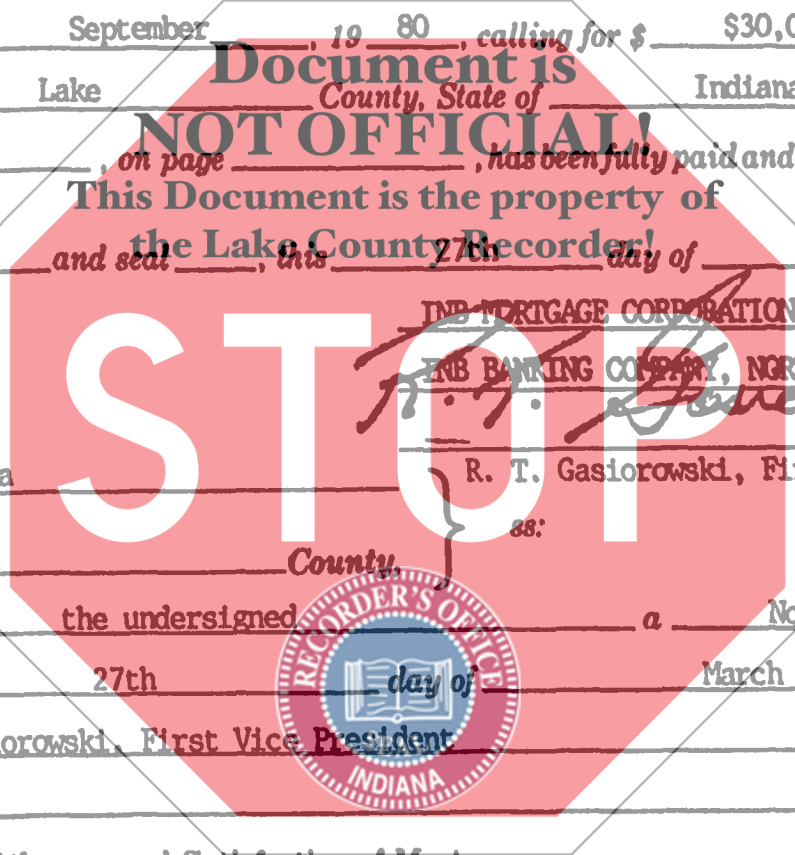 September , 19 80 , calling for $ $30,0
Document is
Lake County, State of Indiana
NOT OFFICIAL!
, on page , has been fully paid and
This Document is the property of
the Lake County Recorder!
and seal , this 27th day of
INB MORTGAGE CORPORATION
INB BANKING COMPANY, NOR
STOP
a
R. T. Gasiorowski, Fi
ss:
County,
the undersigned a No
RECORDER'S OFFICE
27th day of March
orowski, First Vice President
INDIANA